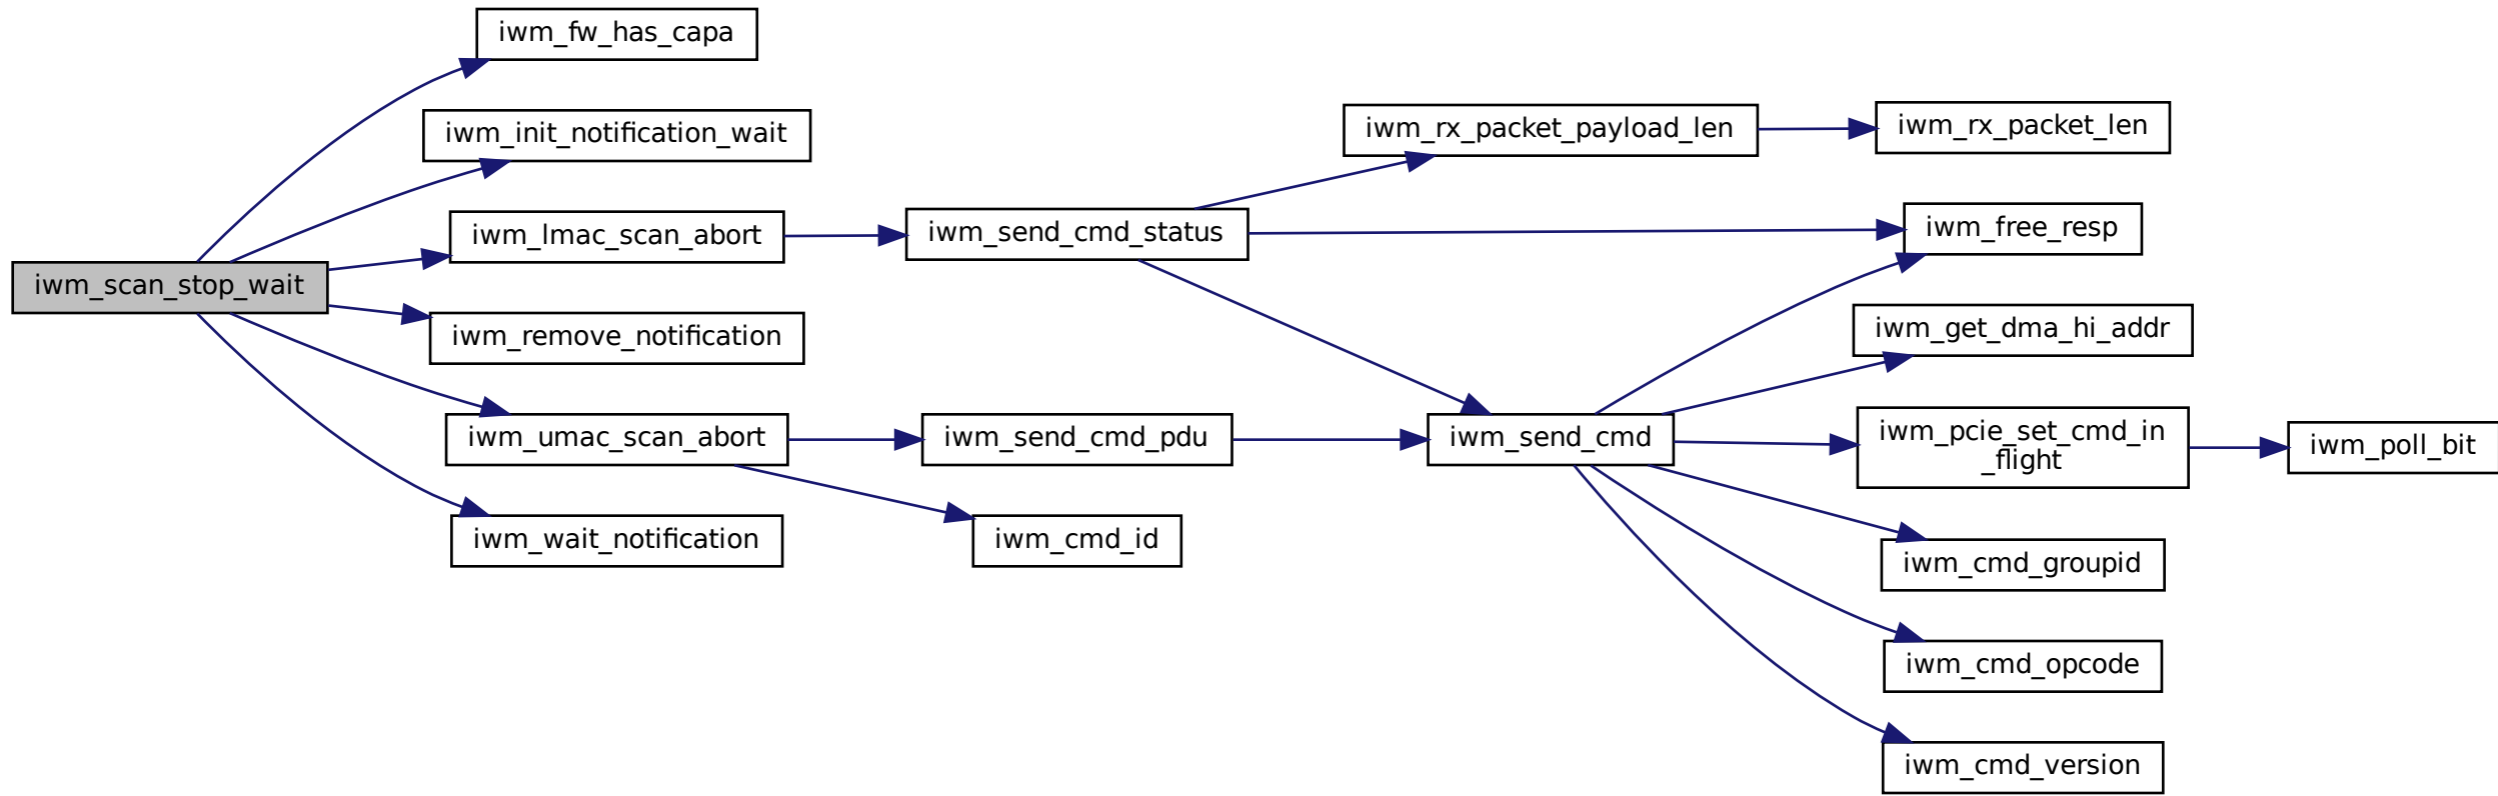 iwm_scan_stop_wait
iwm_fw_has_capa
iwm_init_notification_wait
iwm_lmac_scan_abort
iwm_remove_notification
iwm_umac_scan_abort
iwm_wait_notification
iwm_send_cmd_status
iwm_send_cmd_pdu
iwm_cmd_id
iwm_rx_packet_payload_len
iwm_send_cmd
iwm_rx_packet_len
iwm_free_resp
iwm_get_dma_hi_addr
iwm_pcie_set_cmd_in
_flight
iwm_cmd_groupid
iwm_cmd_opcode
iwm_cmd_version
iwm_poll_bit